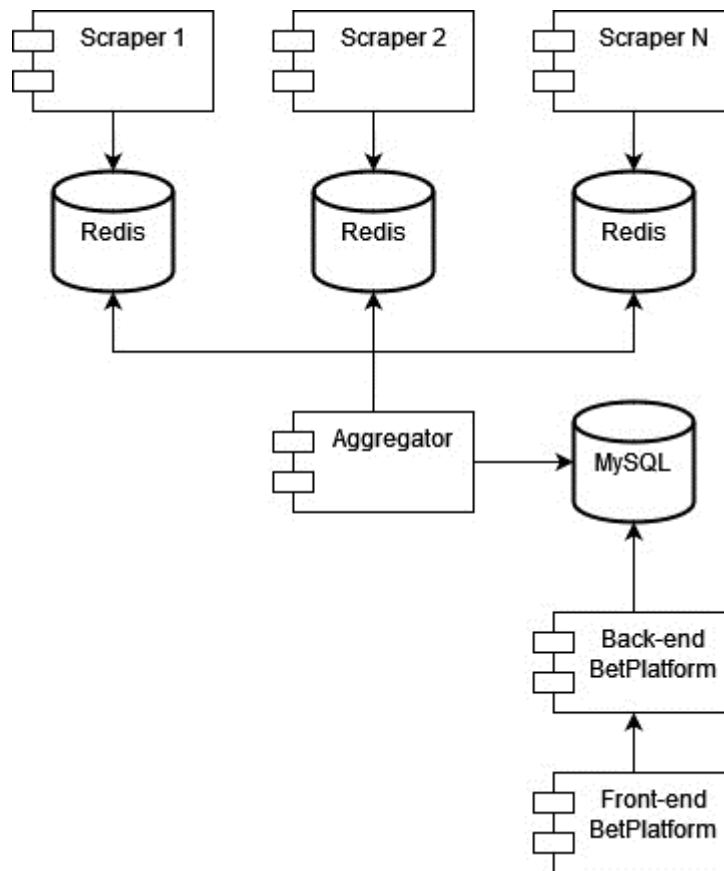 Scraper 1
Scraper 2
Scraper N
Redis
Redis
Redis
Aggregator
MySQL
Back-end
BetPlatform
Front-end
BetPlatform